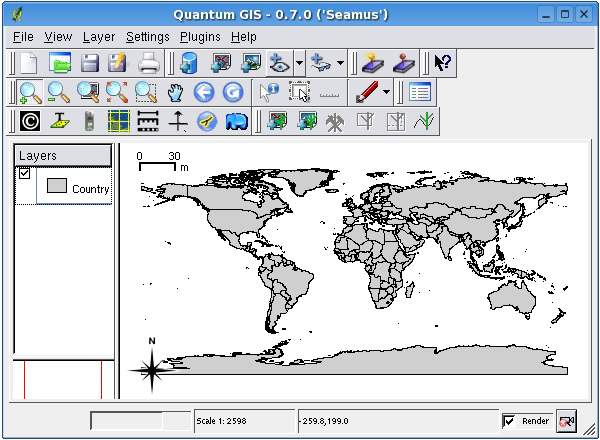 Quantum GIS - 0.7.0 ('Seamus')
File View Layer Settings Plugins Help
Layers
0 30
m
Country
N
Scale 1: 2598
-259.8,199.0
Render